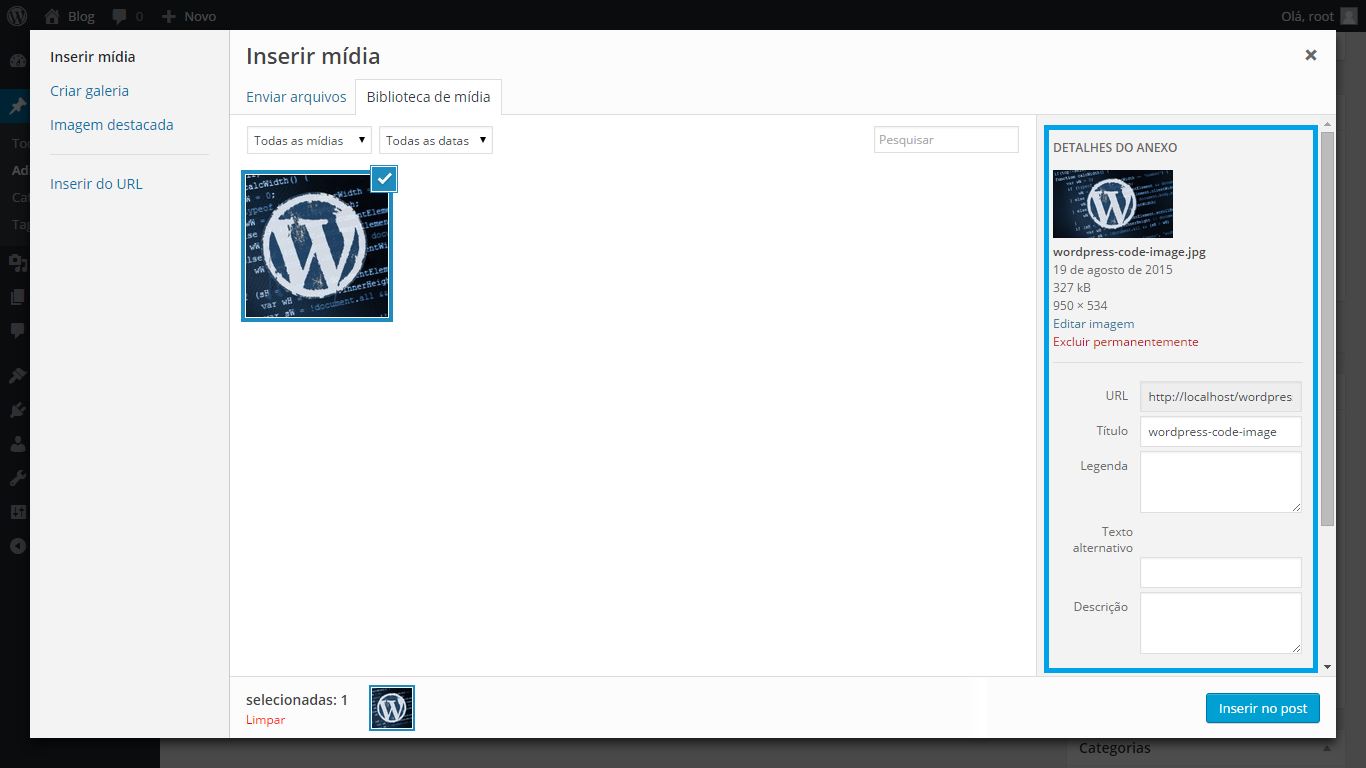 Blog
0
Novo
Olá, root
Inserir mídia
Criar galeria
Imagem destacada
Inserir do URL
Inserir mídia
Enviar arquivos
Biblioteca de mídia
Todas as mídias
Todas as datas
Pesquisar
DETALHES DO ANEXO
wordpress-code-image.jpg
19 de agosto de 2015
327 kB
950 × 534
Editar imagem
Excluir permanentemente
URL
http://localhost/wordpres
Título
wordpress-code-image
Legenda
Texto
alternativo
Descrição
selecionadas: 1
Limpar
Inserir no post
Categorias